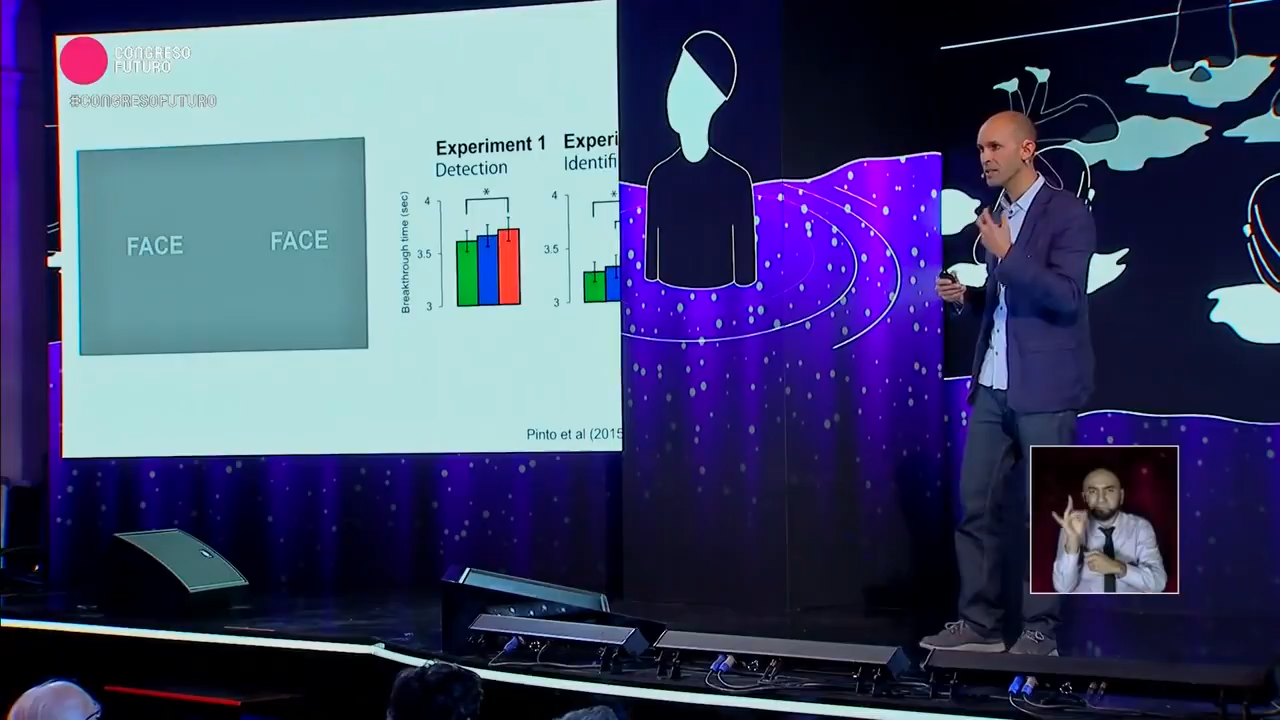 CONGRESO
FUTURO
#CONGRESOFUTURO
FACE
FACE
Experiment 1
Detection
Experi
Identifi
Breakthrough time (sec)
4
3.5
3
*
4
3.5
3
*
Pinto et al (2015